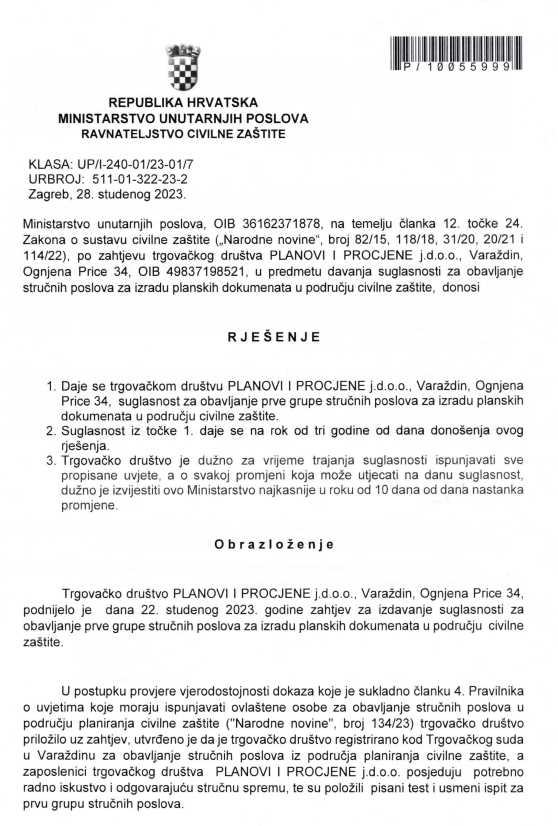 P/10055999
REPUBLIKA HRVATSKA
MINISTARSTVO UNUTARNJIH POSLOVA
RAVNATELJSTVO CIVILNE ZAŠTITE
KLASA: UP/I-240-01/23-01/7
URBROJ: 511-01-322-23-2
Zagreb, 28. studenog 2023.
Ministarstvo unutarnjih poslova, OIB 36162371878, na temelju članka 12. točke 24.
Zakona o sustavu civilne zaštite („Narodne novine“, broj 82/15, 118/18, 31/20, 20/21 i
114/22), po zahtjevu trgovačkog društva PLANOVI I PROCJENE j.d.o.o., Varaždin,
Ognjena Price 34, OIB 49837198521, u predmetu davanja suglasnosti za obavljanje
stručnih poslova za izradu planskih dokumenata u području civilne zaštite, donosi
RJEŠENJE
1. Daje se trgovačkom društvu PLANOVI I PROCJENE j.d.o.o., Varaždin, Ognjena
Price 34, suglasnost za obavljanje prve grupe stručnih poslova za izradu planskih
dokumenata u području civilne zaštite.
2. Suglasnost iz točke 1. daje se na rok od tri godine od dana donošenja ovog
rješenja.
3. Trgovačko društvo je dužno za vrijeme trajanja suglasnosti ispunjavati sve
propisane uvjete, a o svakoj promjeni koja može utjecati na danu suglasnost,
dužno je izvijestiti ovo Ministarstvo najkasnije u roku od 10 dana od dana nastanka
promjene.
Obrazloženje
Trgovačko društvo PLANOVI I PROCJENE j.d.o.o., Varaždin, Ognjena Price 34,
podnijelo je dana 22. studenog 2023. godine zahtjev za izdavanje suglasnosti za
obavljanje prve grupe stručnih poslova za izradu planskih dokumenata u području civilne
zaštite.
U postupku provjere vjerodostojnosti dokaza koje je sukladno članku 4. Pravilnika
o uvjetima koje moraju ispunjavati ovlaštene osobe za obavljanje stručnih poslova u
području planiranja civilne zaštite ("Narodne novine", broj 134/23) trgovačko društvo
priložilo uz zahtjev, utvrđeno je da je trgovačko društvo registrirano kod Trgovačkog suda
u Varaždinu za obavljanje stručnih poslova iz područja planiranja civilne zaštite, a
zaposlenici trgovačkog društva PLANOVI I PROCJENE j.d.o.o. posjeduju potrebno
radno iskustvo i odgovarajuću stručnu spremu, te su položili pisani test i usmeni ispit za
prvu grupu stručnih poslova.